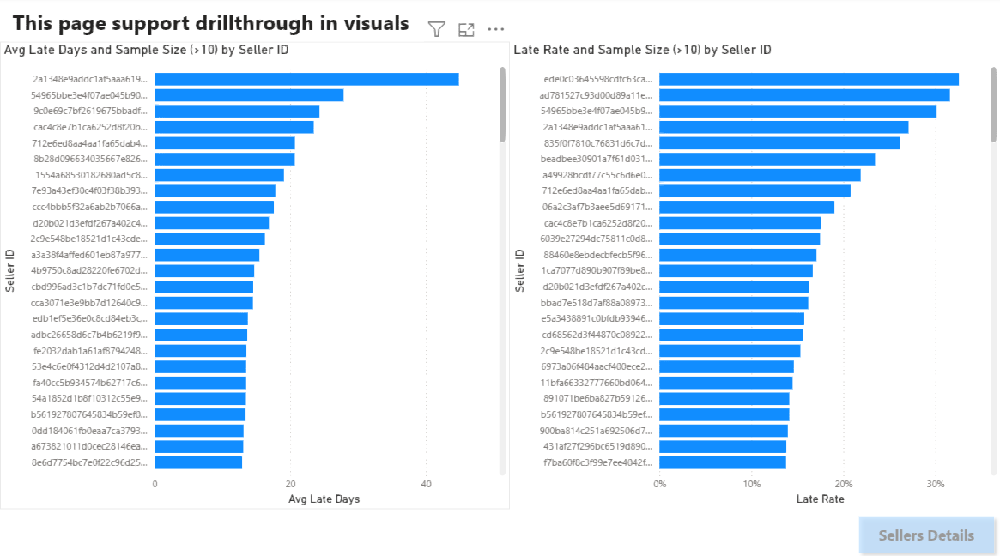 This page support drillthrough in visuals
Avg Late Days and Sample Size (>10) by Seller ID
Seller ID
2a1348e9addc1af5aaa619...
54965bbe3e4f07ae045b90...
9c0e69c7bf2619675bbadf...
cac4c8e7b1ca6252d8f20b...
712e6ed8aa4aa1fa65dab4...
8b28d096634035667e826...
1554a68530182680ad5c8...
7e93a43ef30c4f03f38b393...
ccc4bbb5f32a6ab2b7066a...
d20b021d3efdf267a402c4...
2c9e548be18521d1c43cde...
a3a38f4affed601eb87a977...
4b9750c8ad28220fe6702d...
cbd996ad3c1b7dc71fd0e5...
cca3071e3e9bb7d12640c9...
edb1ef5e36e0c8cd84eb3c...
adbc26658d6c7b4b6219f9...
fe2032dab1a61af8794248...
53e4c6e0f4312d4d2107a8...
fa40cc5b934574b62717c6...
54a1852d1b8f10312c55e9...
b561927807645834b59ef0...
0dd184061fb0eaa7ca3793...
a673821011d0cec28146ea...
8e6d7754bc7e0f22c96d25...
0 20 40
Avg Late Days
Late Rate and Sample Size (>10) by Seller ID
Seller ID
ede0c03645598cdfc63ca...
ad781527c93d00d89a11e...
54965bbe3e4f07ae045b9...
2a1348e9addc1af5aaa61...
835f0f7810c76831d6c7d...
beadbee30901a7f61d031...
a49928bcdf77c55c6d6e0...
712e6ed8aa4aa1fa65dab...
06a2c3af7b3aee5d69171...
cac4c8e7b1ca6252d8f20...
6039e27294dc75811c0d8...
88460e8ebdecbfecb5f96...
1ca7077d890b907f89be8...
d20b021d3efdf267a402c...
bbad7e518d7af88a08973...
e5a3438891c0bfdb93946...
cd68562d3f44870c08922...
2c9e548be18521d1c43cd...
6973a06f484aacf400ece2...
11bfa66332777660bd064...
891071be6ba827b59126...
b561927807645834b59ef...
900ba814c251a692506d7...
431af27f296bc6519d890...
f7ba60f8c3f99e7ee4042f...
0% 10% 20% 30%
Late Rate
Sellers Details